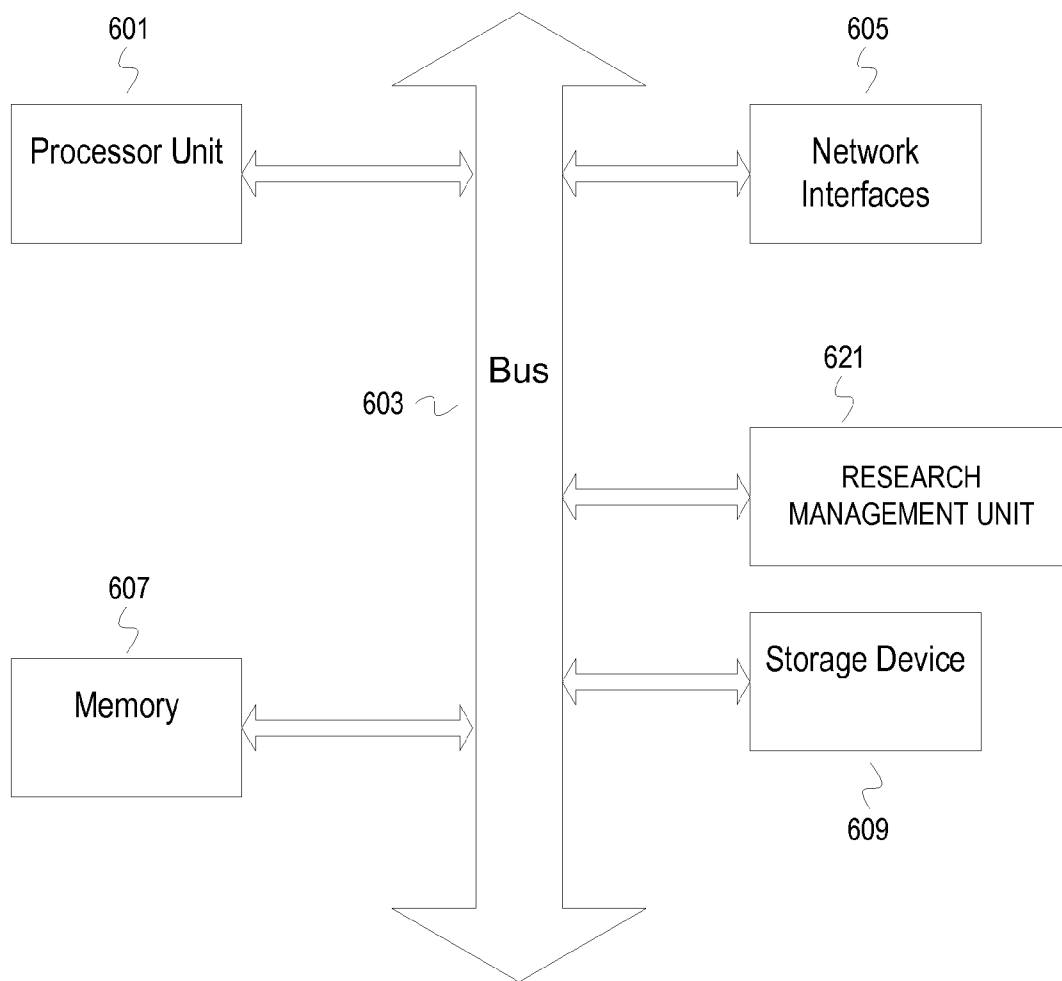 601
Processor Unit
605
Network
Interfaces
Bus
603
621
RESEARCH
MANAGEMENT UNIT
607
Memory
Storage Device
609